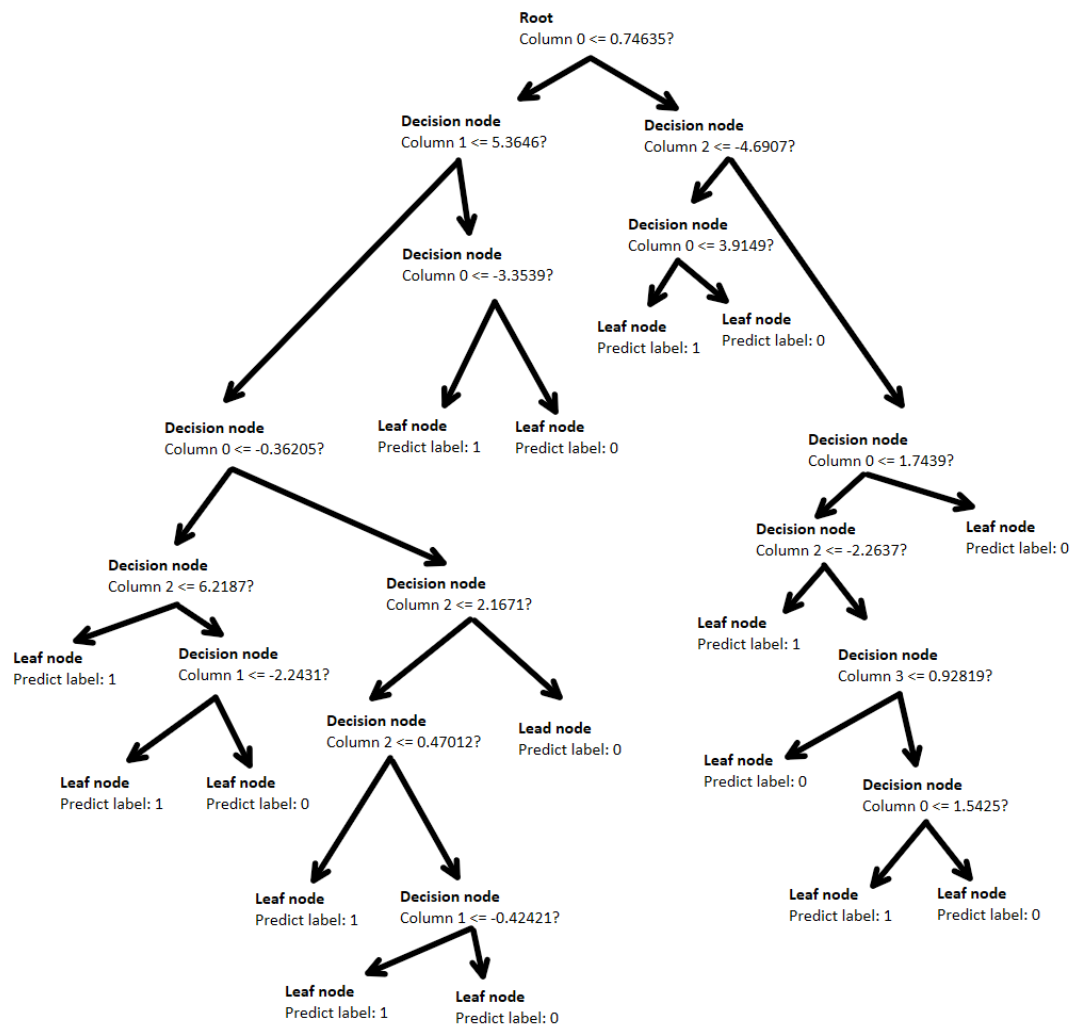 Root
Column 0 <= 0.74635?
Decision node
Column 1 <= 5.3646?
Decision node
Column 2 <= -4.6907?
Decision node
Column 0 <= 3.9149?
Decision node
Column 0 <= -3.3539?
Leaf node
Predict label: 1
Leaf node
Predict label: 0
Decision node
Column 0 <= -0.36205?
Leaf node
Predict label: 1
Leaf node
Predict label: 0
Decision node
Column 0 <= 1.7439?
Decision node
Column 2 <= -2.2637?
Leaf node
Predict label: 0
Decision node
Column 2 <= 6.2187?
Decision node
Column 2 <= 2.1671?
Leaf node
Predict label: 1
Leaf node
Predict label: 1
Decision node
Column 1 <= -2.2431?
Decision node
Column 3 <= 0.92819?
Decision node
Column 2 <= 0.47012?
Lead node
Predict label: 0
Leaf node
Predict label: 0
Leaf node
Predict label: 1
Leaf node
Predict label: 0
Decision node
Column 0 <= 1.5425?
Leaf node
Predict label: 1
Decision node
Column 1 <= -0.42421?
Leaf node
Predict label: 1
Leaf node
Predict label: 0
Leaf node
Predict label: 1
Leaf node
Predict label: 0